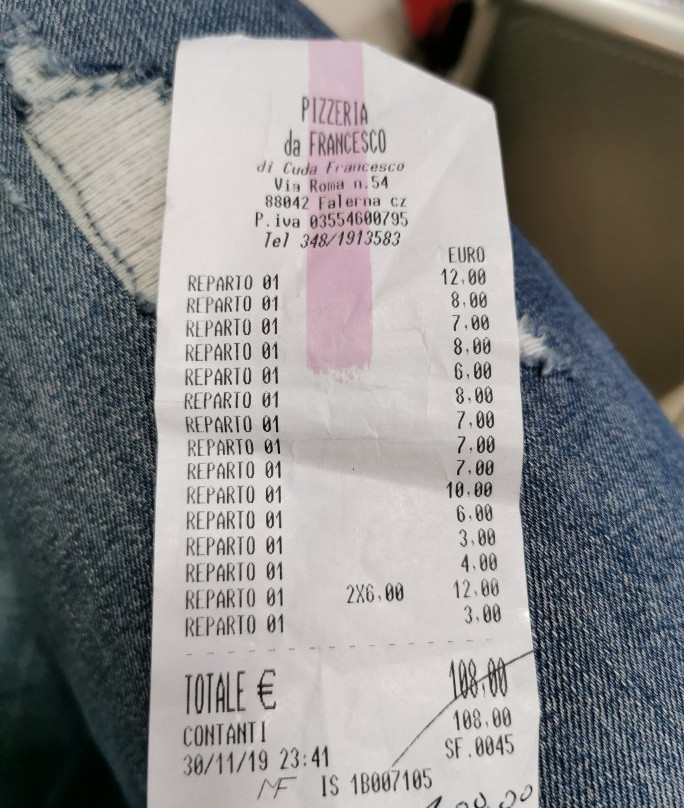 PIZZERIA
da FRANCESCO
di Cuda Francesco
Via Roma n.54
88042 Falerna cz
P.iva 03554600795
Tel 348/1913583
EURO
REPARTO 01 12,00
REPARTO 01 8,00
REPARTO 01 7,00
REPARTO 01 8,00
REPARTO 01 6,00
REPARTO 01 8,00
REPARTO 01 7,00
REPARTO 01 7,00
REPARTO 01 7,00
REPARTO 01 10,00
REPARTO 01 6,00
REPARTO 01 3,00
REPARTO 01 4,00
REPARTO 01 2X6,00 12,00
REPARTO 01 3,00
TOTALE € 108,00
CONTANTI 108,00
30/11/19 23:41 SF.0045
MF IS 1B007105